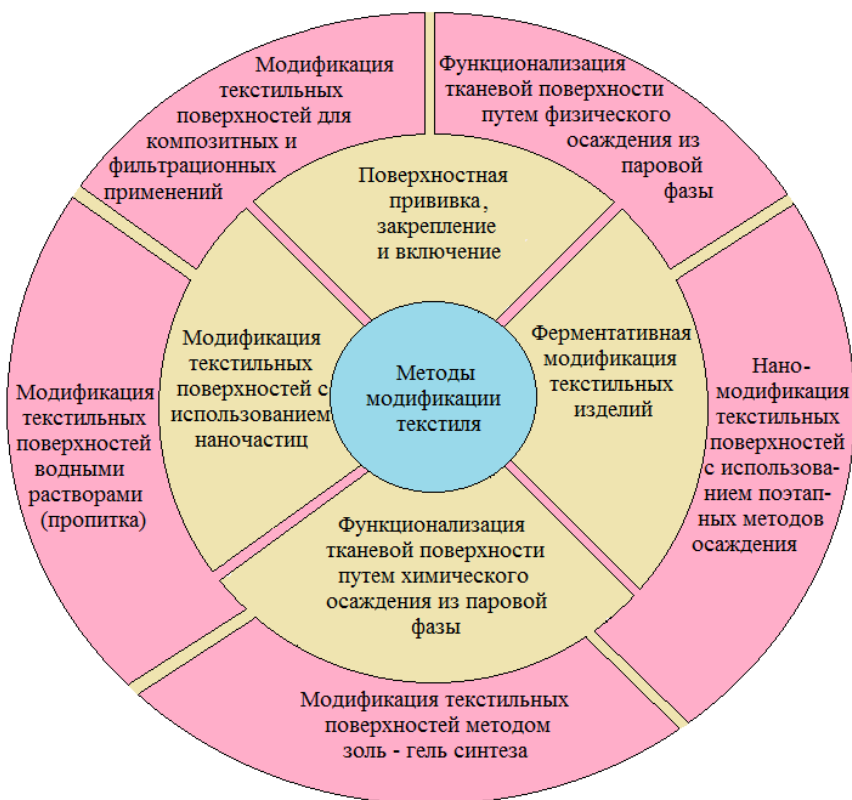 Модификация
текстильных
поверхностей для
композитных и
фильтрационных
применений
Функционализация
тканевой поверхности
путем физического
осаждения из
паровой
фазы
Поверхностная
прививка,
закрепление
и включение
Модификация
текстильных
поверхностей с
использованием
наночастиц
Методы
модификации
текстиля
Ферментативная
модификация
текстильных
изделий
Модификация
текстильных
поверхностей
водными
растворами
(пропитка)
Нано-
модификация
текстильных
поверхностей
с использова-
нием поэтап-
ных методов
осаждения
Функционализация
тканевой поверхности
путем химического
осаждения из паровой
фазы
Модификация текстильных
поверхностей методом
золь - гель синтеза